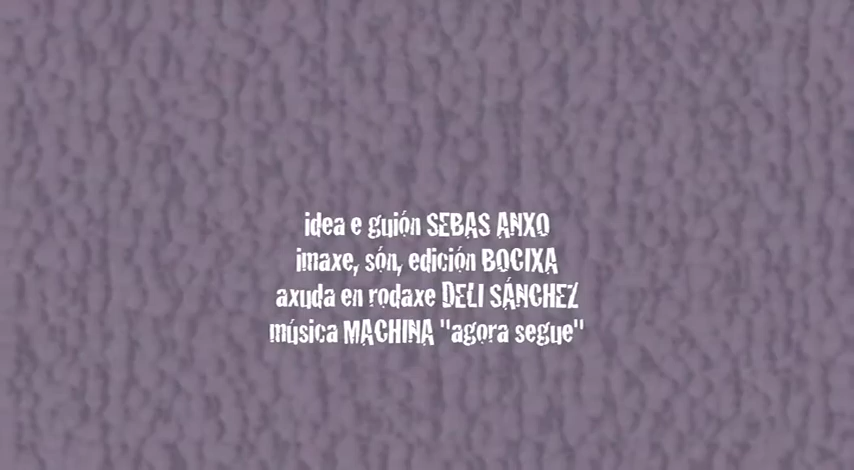 idea e guión SEBAS ANXO
imaxe, són, edición BOCIXA
axuda en rodaxe DELI SÁNCHEZ
música MACHINA "agora segue"